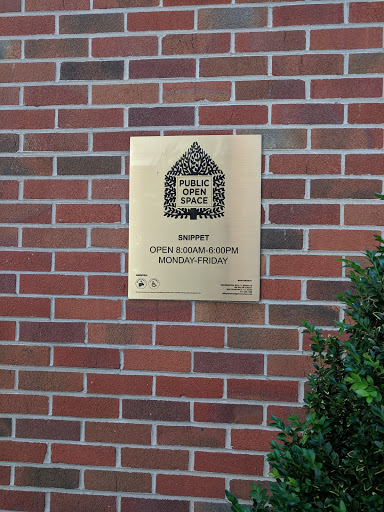 PUBLIC
OPEN
SPACE
SNIPPET
OPEN 8:00AM-6:00PM
MONDAY-FRIDAY